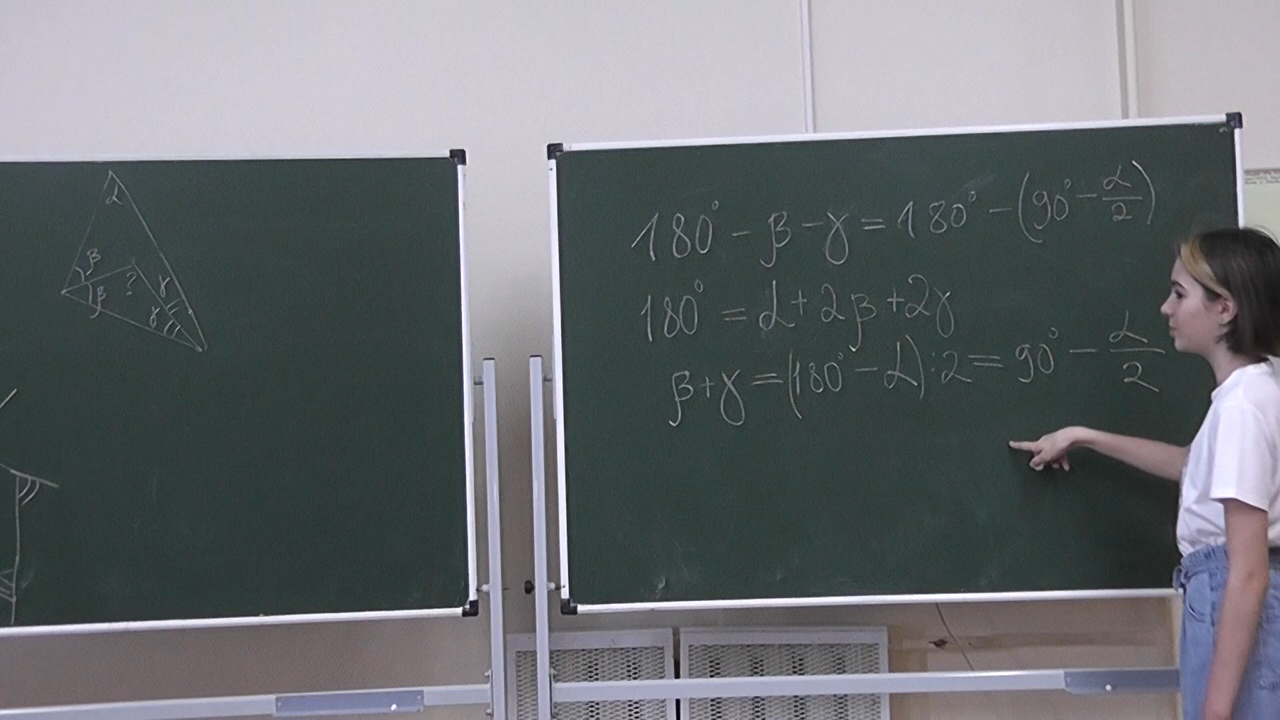 α
β
β ? γ
γ
180° - β - γ = 180° - (90° - α/2)
180° = α + 2β + 2γ
β + γ = (180° - α) : 2 = 90° - α/2